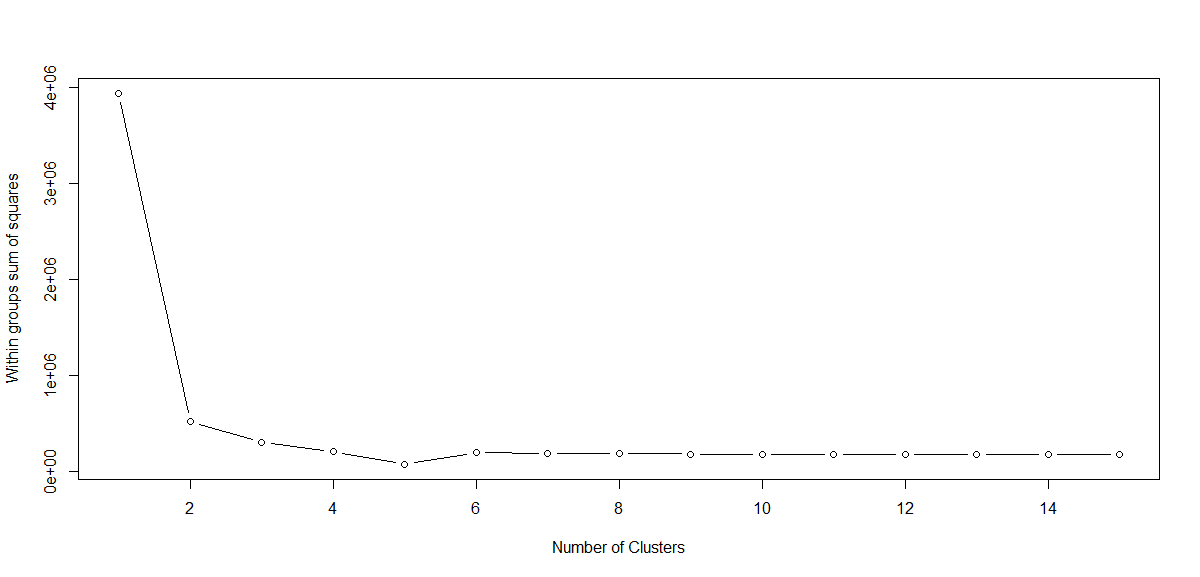 4e+06
3e+06
2e+06
1e+06
0e+00
Within groups sum of squares
2 4 6 8 10 12 14
Number of Clusters